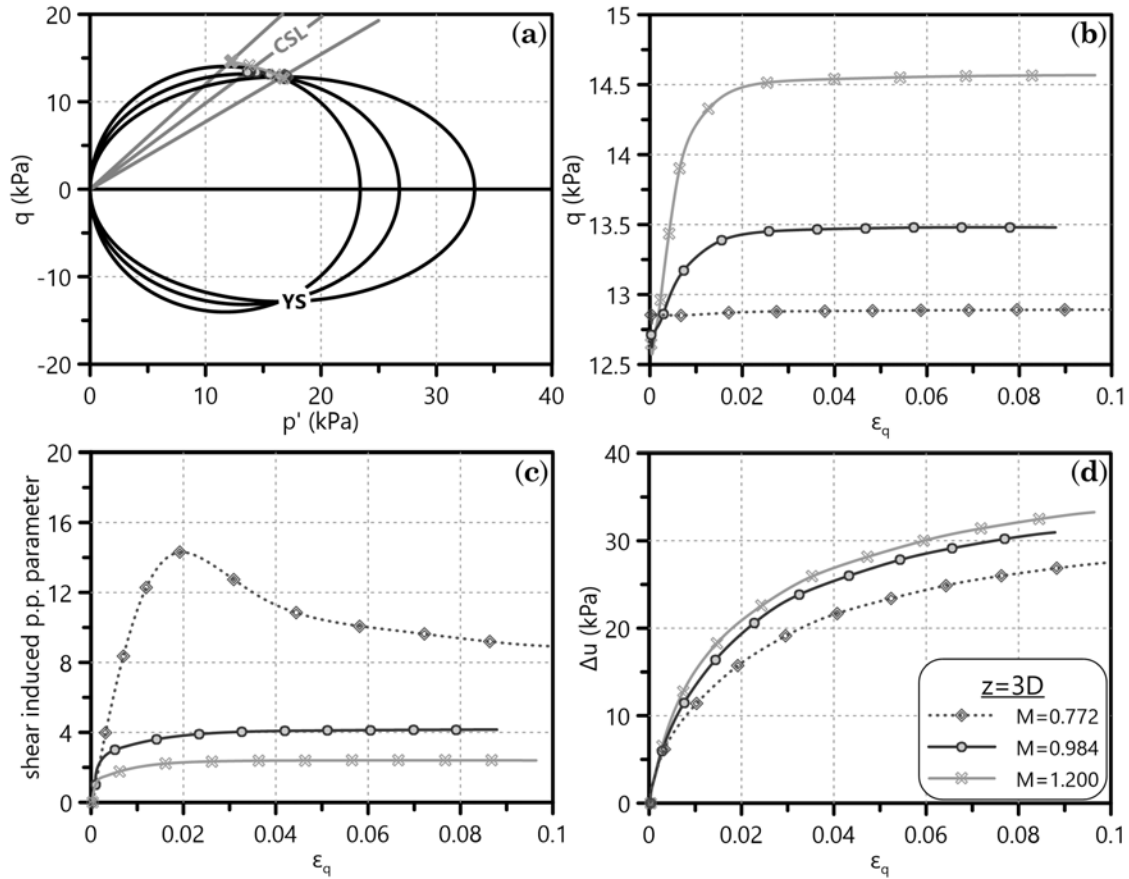 (a)
20
10
0
-10
-20
q (kPa)
CSL
YS
0
10
20
30
40
p' (kPa)
(b)
15
14.5
14
13.5
13
12.5
q (kPa)
0
0.02
0.04
0.06
0.08
0.1
εq
(c)
20
16
12
8
4
0
shear induced p.p. parameter
0
0.02
0.04
0.06
0.08
0.1
εq
(d)
40
30
20
10
0
Δu (kPa)
z=3D
M=0.772
M=0.984
M=1.200
0
0.02
0.04
0.06
0.08
0.1
εq